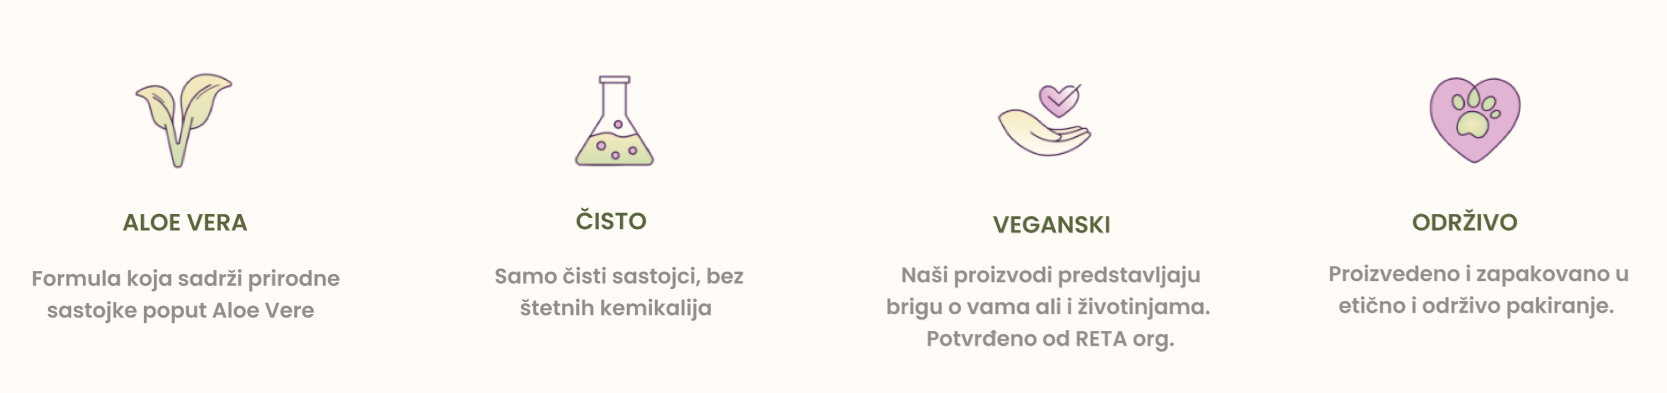 ALOE VERA
Formula koja sadrži prirodne
sastojke poput Aloe Vere
ČISTO
Samo čisti sastojci, bez
štetnih kemikalija
VEGANSKI
Naši proizvodi predstavljaju
brigu o vama ali i životinjama.
Potvrđeno od RETA org.
ODRŽIVO
Proizvedeno i zapakovano u
etično i održivo pakiranje.